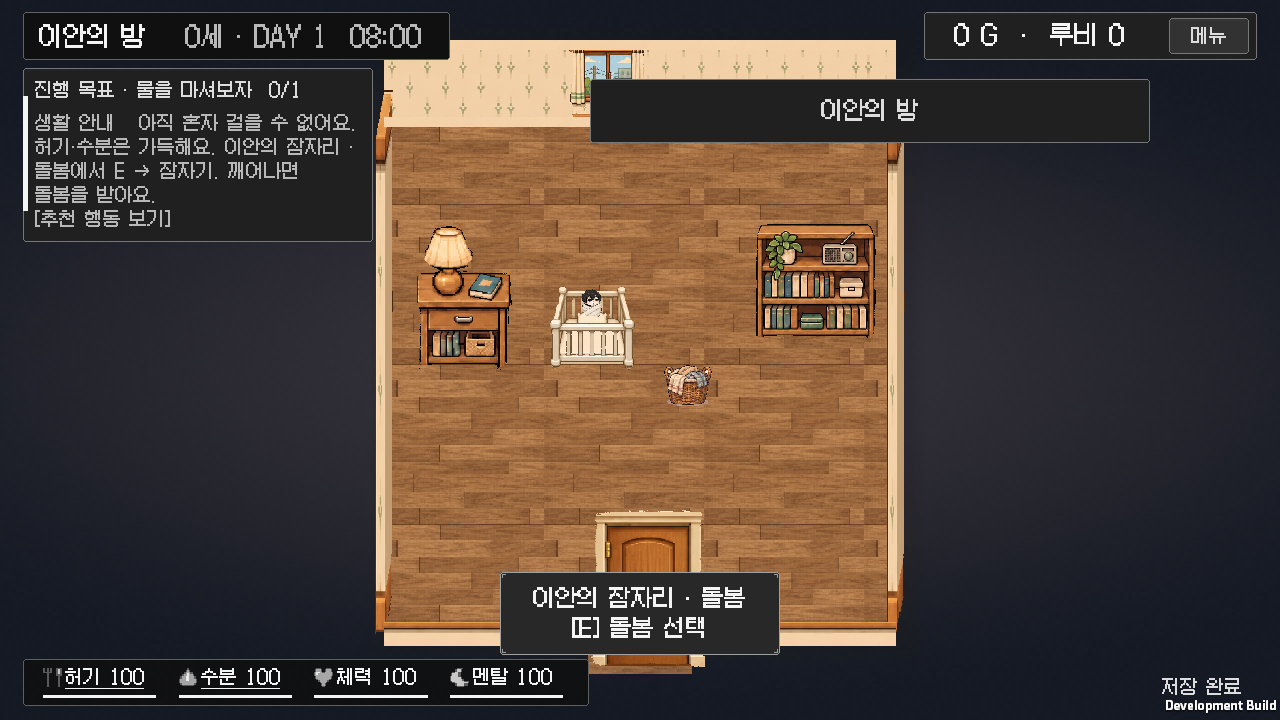 이안의 방 0세 · DAY 1 08:00
0 G · 루비 0 메뉴
진행 목표 · 물을 마셔보자 0/1
생활 안내 아직 혼자 걸을 수 없어요.
허기·수분은 가득해요. 이안의 잠자리 ·
돌봄에서 E → 잠자기. 깨어나면
돌봄을 받아요.
[추천 행동 보기]
이안의 방
이안의 잠자리 · 돌봄
[E] 돌봄 선택
허기 100 수분 100 체력 100 멘탈 100
저장 완료
Development Build